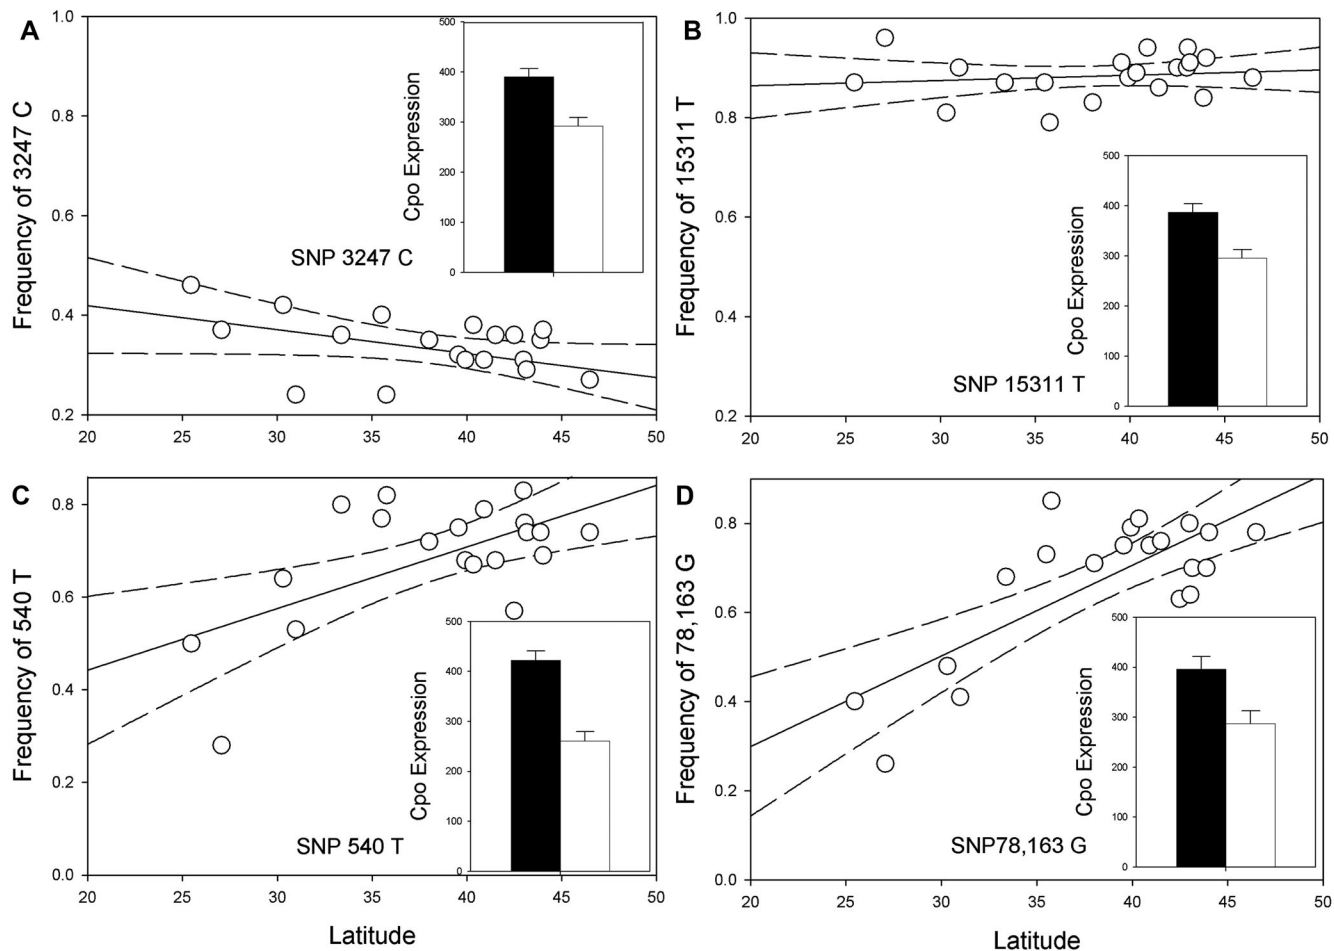 A
Frequency of 3247 C
1.0
0.8
0.6
0.4
0.2
20 25 30 35 40 45 50
SNP 3247 C
Cpo Expression
500
400
300
200
100
0
B
Frequency of 15311 T
1.0
0.8
0.6
0.4
0.2
20 25 30 35 40 45 50
SNP 15311 T
Cpo Expression
500
400
300
200
100
0
C
Frequency of 540 T
0.8
0.6
0.4
0.2
0.0
20 25 30 35 40 45 50
Latitude
SNP 540 T
Cpo Expression
500
400
300
200
100
0
D
Frequency of 78,163 G
0.8
0.6
0.4
0.2
0.0
20 25 30 35 40 45 50
Latitude
SNP78,163 G
Cpo Expression
500
400
300
200
100
0